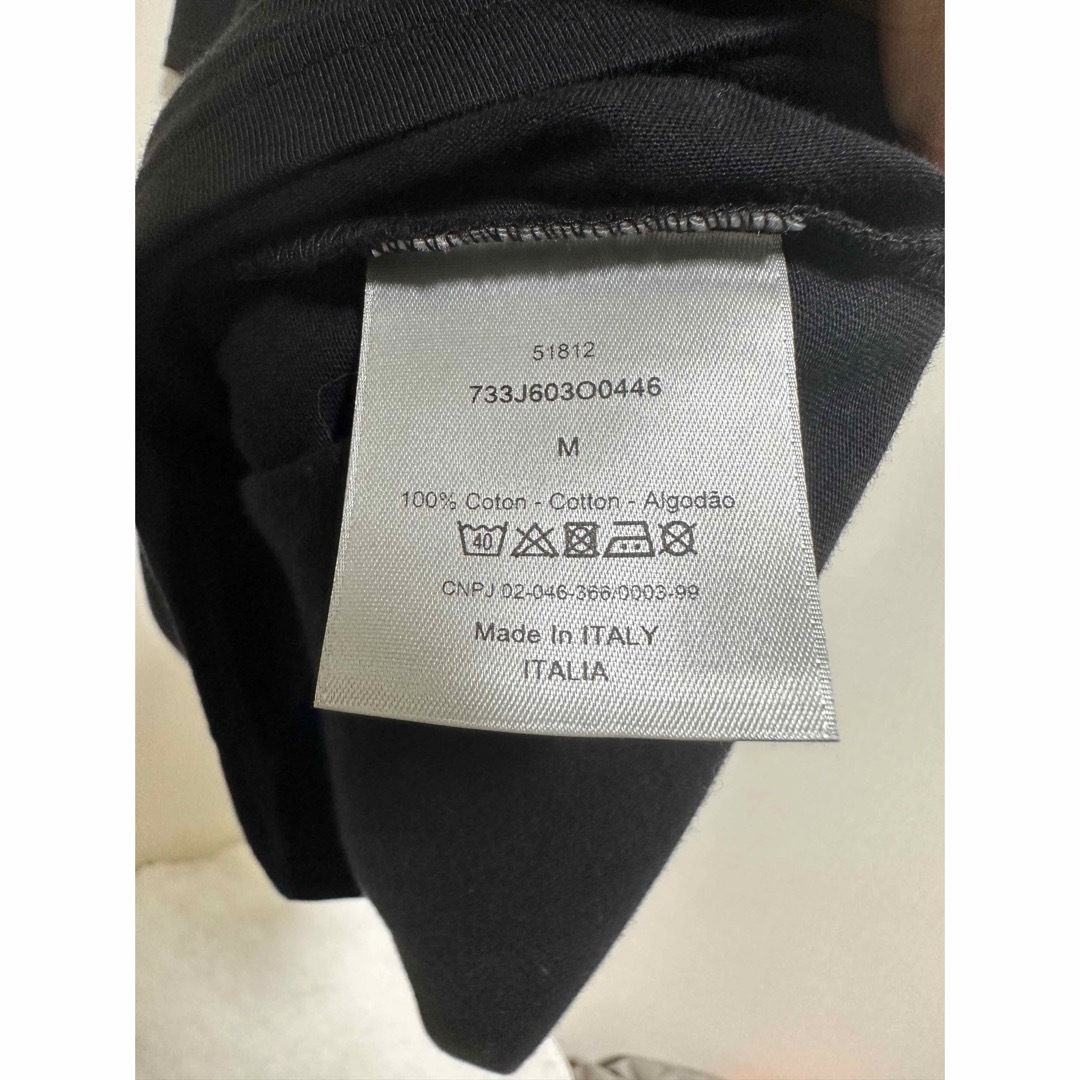 51812
733J603O0446
M
100% Coton - Cotton - Algodão
40
CNPJ 02-046-366/0003-99
Made In ITALY
ITALIA